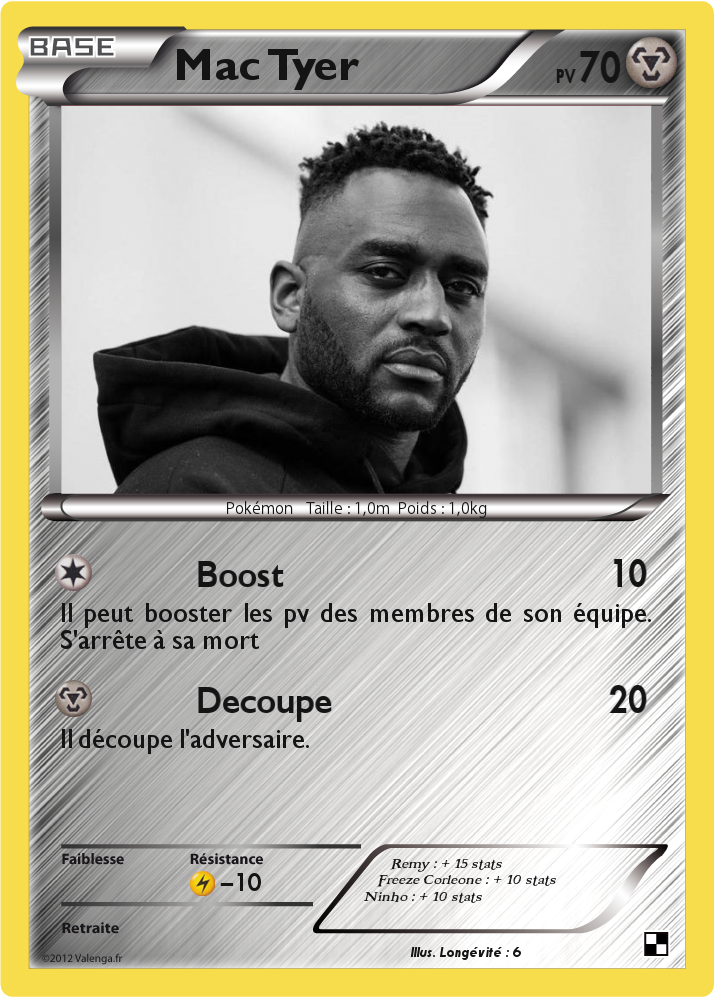 BASE
Mac Tyer
PV 70
Pokémon Taille : 1,0m Poids : 1,0kg
Boost 10
Il peut booster les pv des membres de son équipe.
S'arrête à sa mort
Decoupe 20
Il découpe l'adversaire.
Faiblesse Résistance
-10
Retraite
Remy : + 15 stats
Freeze Corleone : + 10 stats
Ninho : + 10 stats
Illus. Longévité : 6
©2012 Valenga.fr